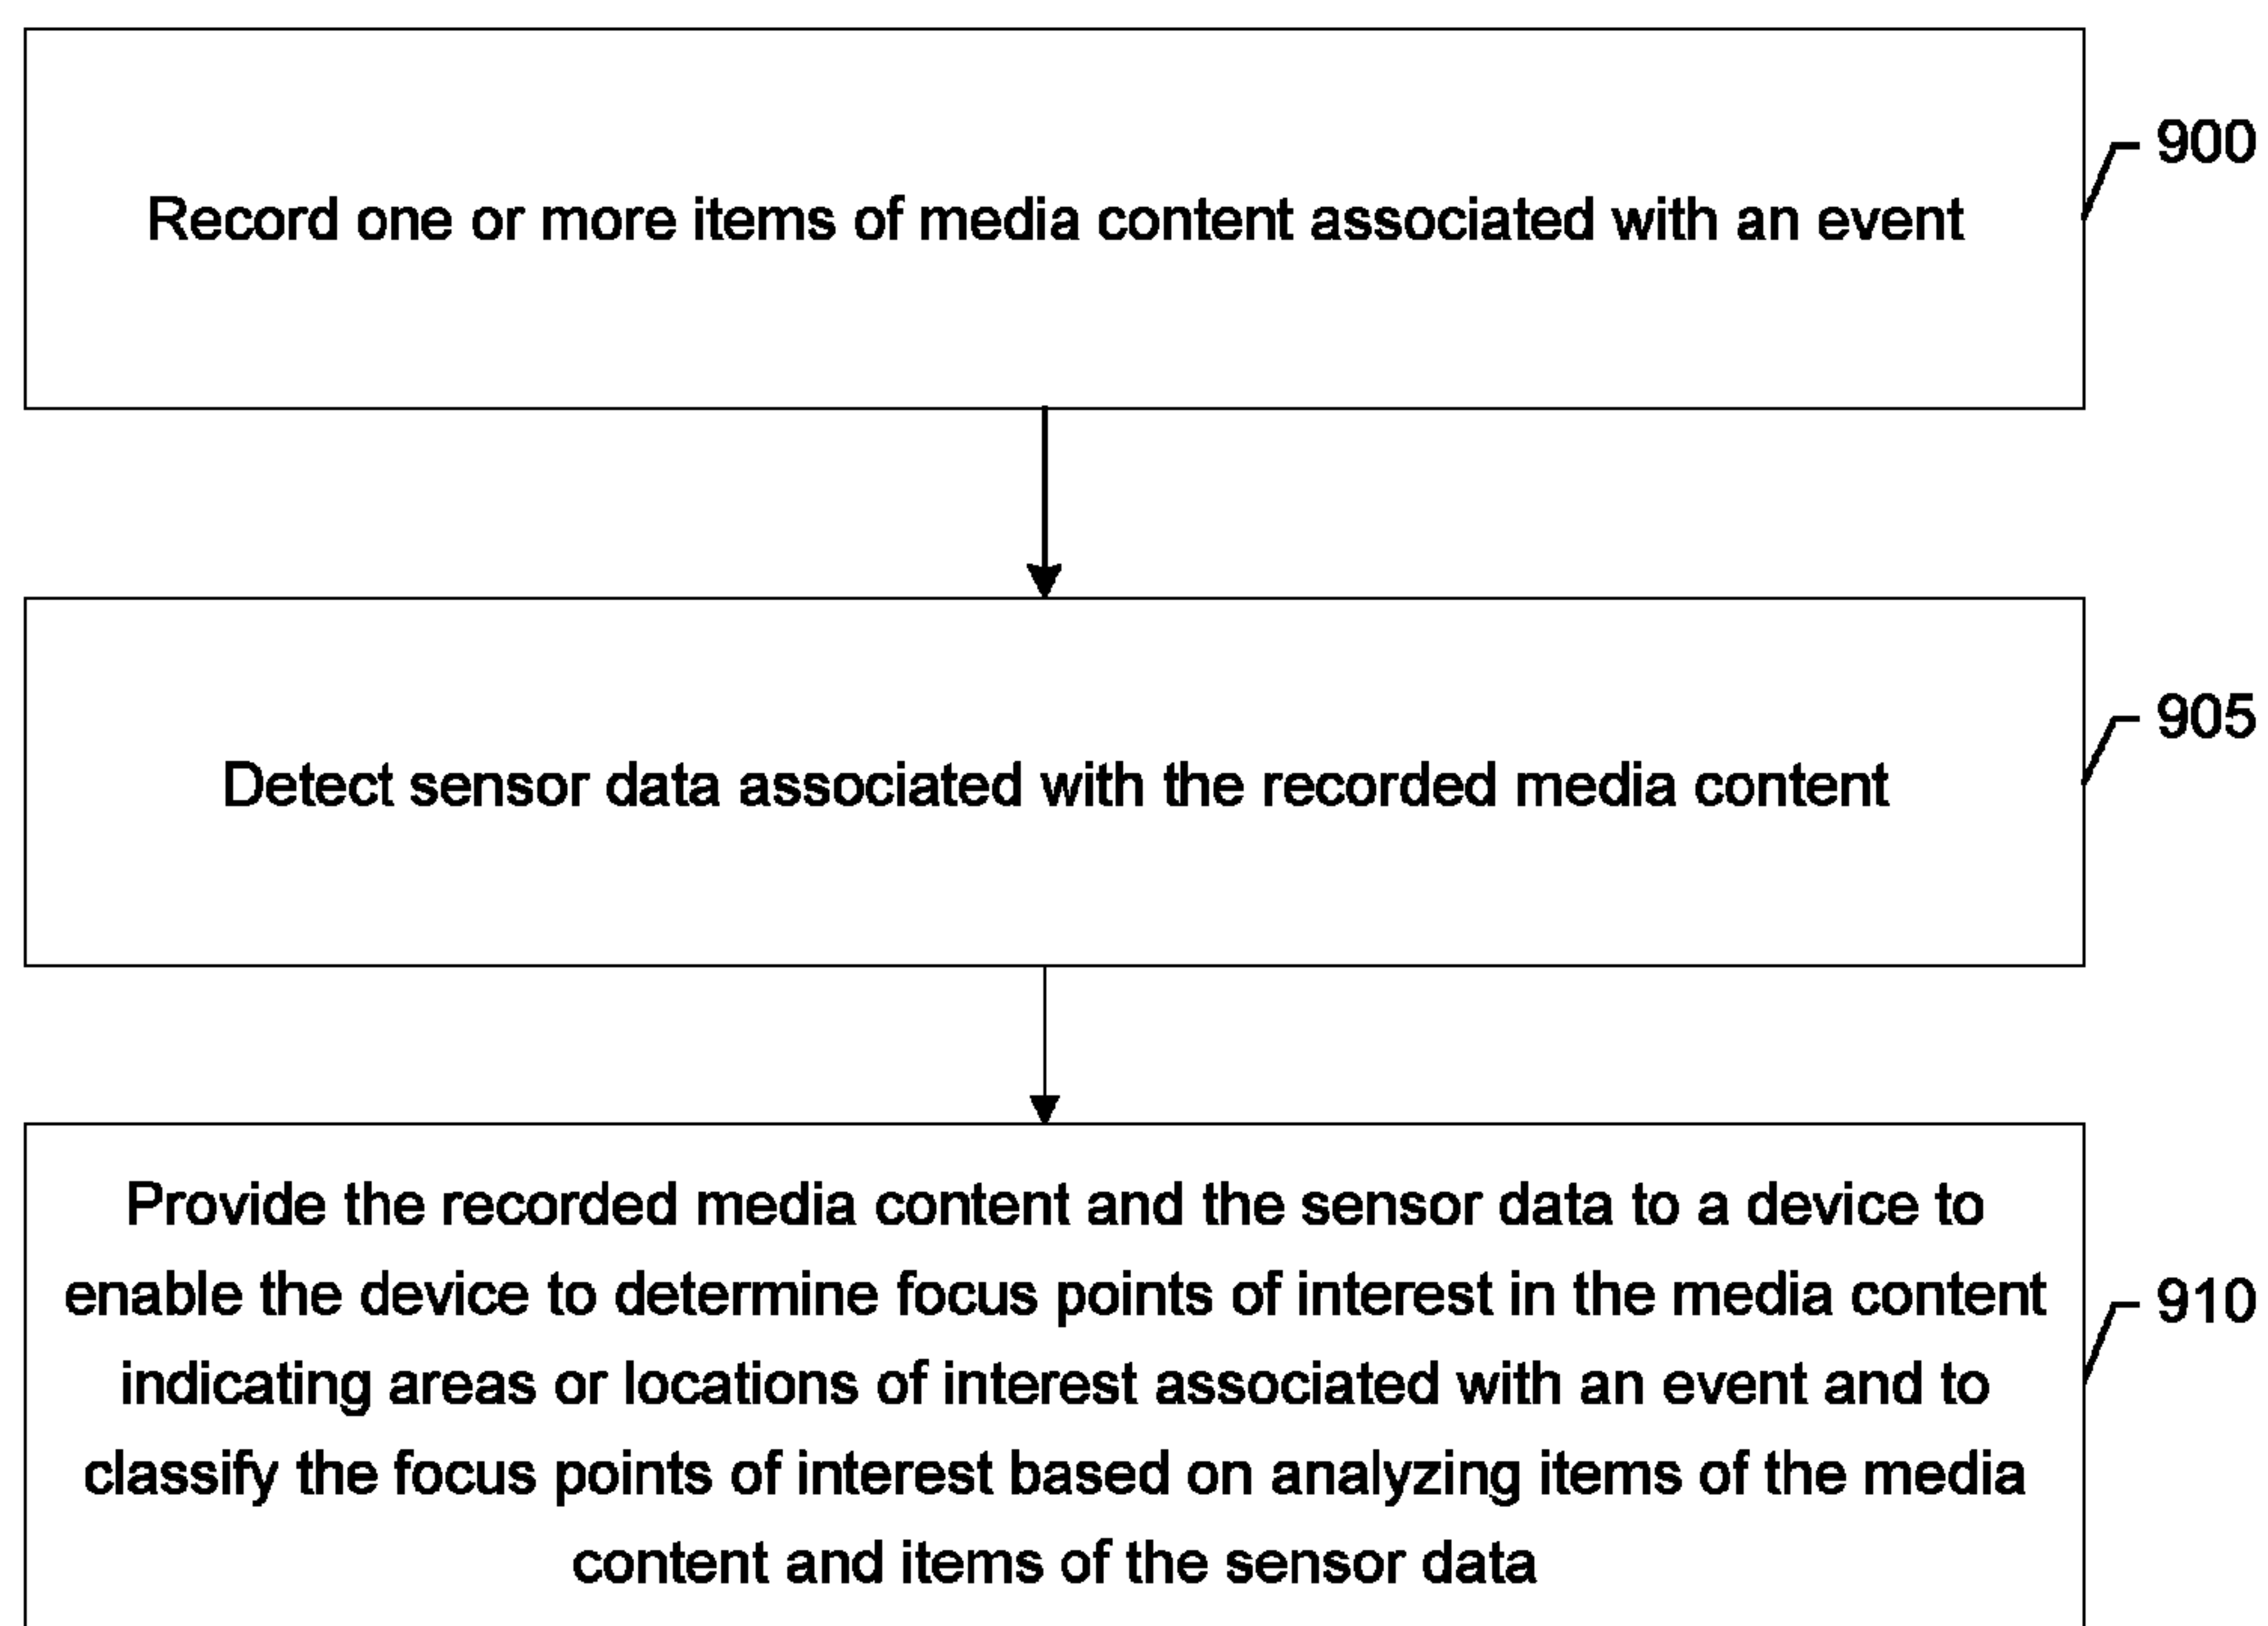 900
Record one or more items of media content associated with an event
905
Detect sensor data associated with the recorded media content
Provide the recorded media content and the sensor data to a device to
enable the device to determine focus points of interest in the media content
910
indicating areas or locations of interest associated with an event and to
classify the focus points of interest based on analyzing items of the media
content and items of the sensor data